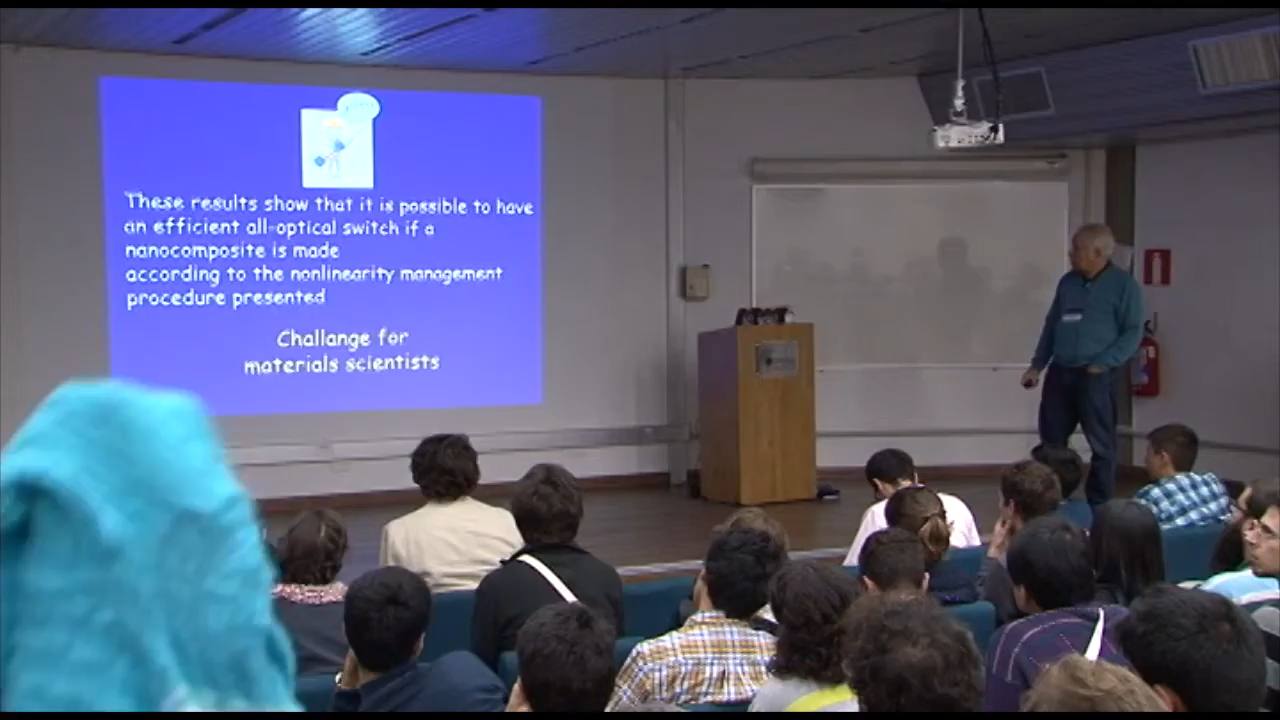 These results show that it is possible to have
an efficient all-optical switch if a
nanocomposite is made
according to the nonlinearity management
procedure presented
Challange for
materials scientists